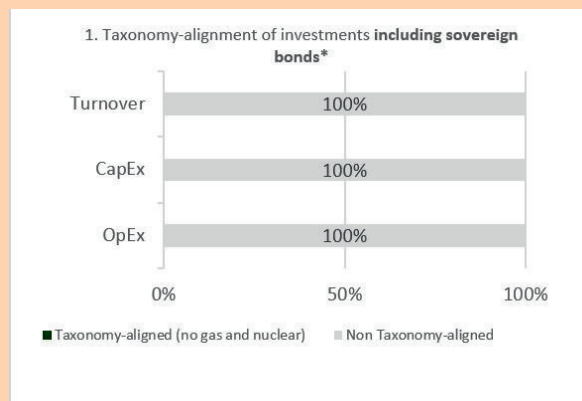 1. Taxonomy-alignment of investments including sovereign
bonds*
Turnover 100%
CapEx 100%
OpEx 100%
0% 50% 100%
Taxonomy-aligned (no gas and nuclear) Non Taxonomy-aligned